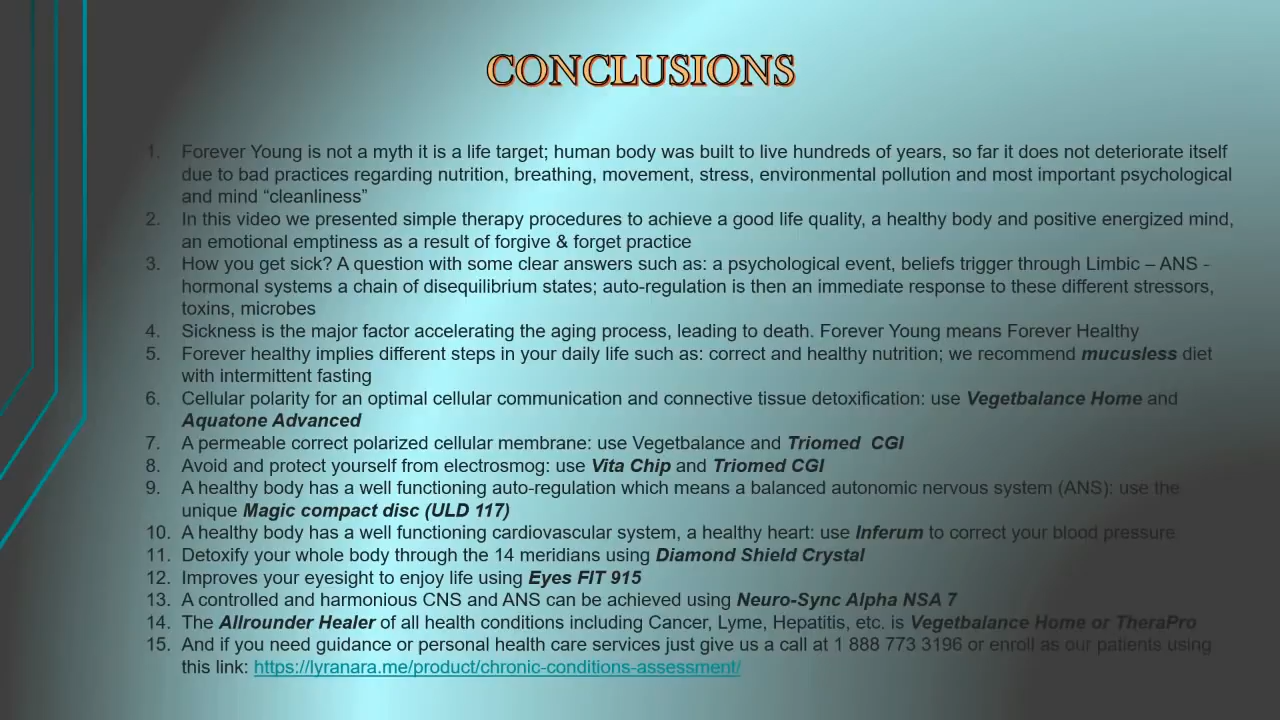 CONCLUSIONS
1. Forever Young is not a myth it is a life target; human body was built to live hundreds of years, so far it does not deteriorate itself
due to bad practices regarding nutrition, breathing, movement, stress, environmental pollution and most important psychological
and mind “cleanliness”
2. In this video we presented simple therapy procedures to achieve a good life quality, a healthy body and positive energized mind,
an emotional emptiness as a result of forgive & forget practice
3. How you get sick? A question with some clear answers such as: a psychological event, beliefs trigger through Limbic – ANS -
hormonal systems a chain of disequilibrium states; auto-regulation is then an immediate response to these different stressors,
toxins, microbes
4. Sickness is the major factor accelerating the aging process, leading to death. Forever Young means Forever Healthy
5. Forever healthy implies different steps in your daily life such as: correct and healthy nutrition; we recommend mucusless diet
with intermittent fasting
6. Cellular polarity for an optimal cellular communication and connective tissue detoxification: use Vegetbalance Home and
Aquatone Advanced
7. A permeable correct polarized cellular membrane: use Vegetbalance and Triomed CGI
8. Avoid and protect yourself from electrosmog: use Vita Chip and Triomed CGI
9. A healthy body has a well functioning auto-regulation which means a balanced autonomic nervous system (ANS): use the
unique Magic compact disc (ULD 117)
10. A healthy body has a well functioning cardiovascular system, a healthy heart: use Inferum to correct your blood pressure
11. Detoxify your whole body through the 14 meridians using Diamond Shield Crystal
12. Improves your eyesight to enjoy life using Eyes FIT 915
13. A controlled and harmonious CNS and ANS can be achieved using Neuro-Sync Alpha NSA 7
14. The Allrounder Healer of all health conditions including Cancer, Lyme, Hepatitis, etc. is Vegetbalance Home or TheraPro
15. And if you need guidance or personal health care services just give us a call at 1 888 773 3196 or enroll as our patients using
this link: https://lyranara.me/product/chronic-conditions-assessment/